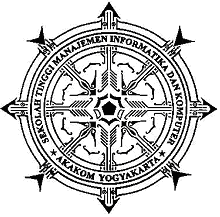 SEKOLAH TINGGI MANAJEMEN INFORMATIKA DAN KOMPUTER
AKAKOM YOGYAKARTA